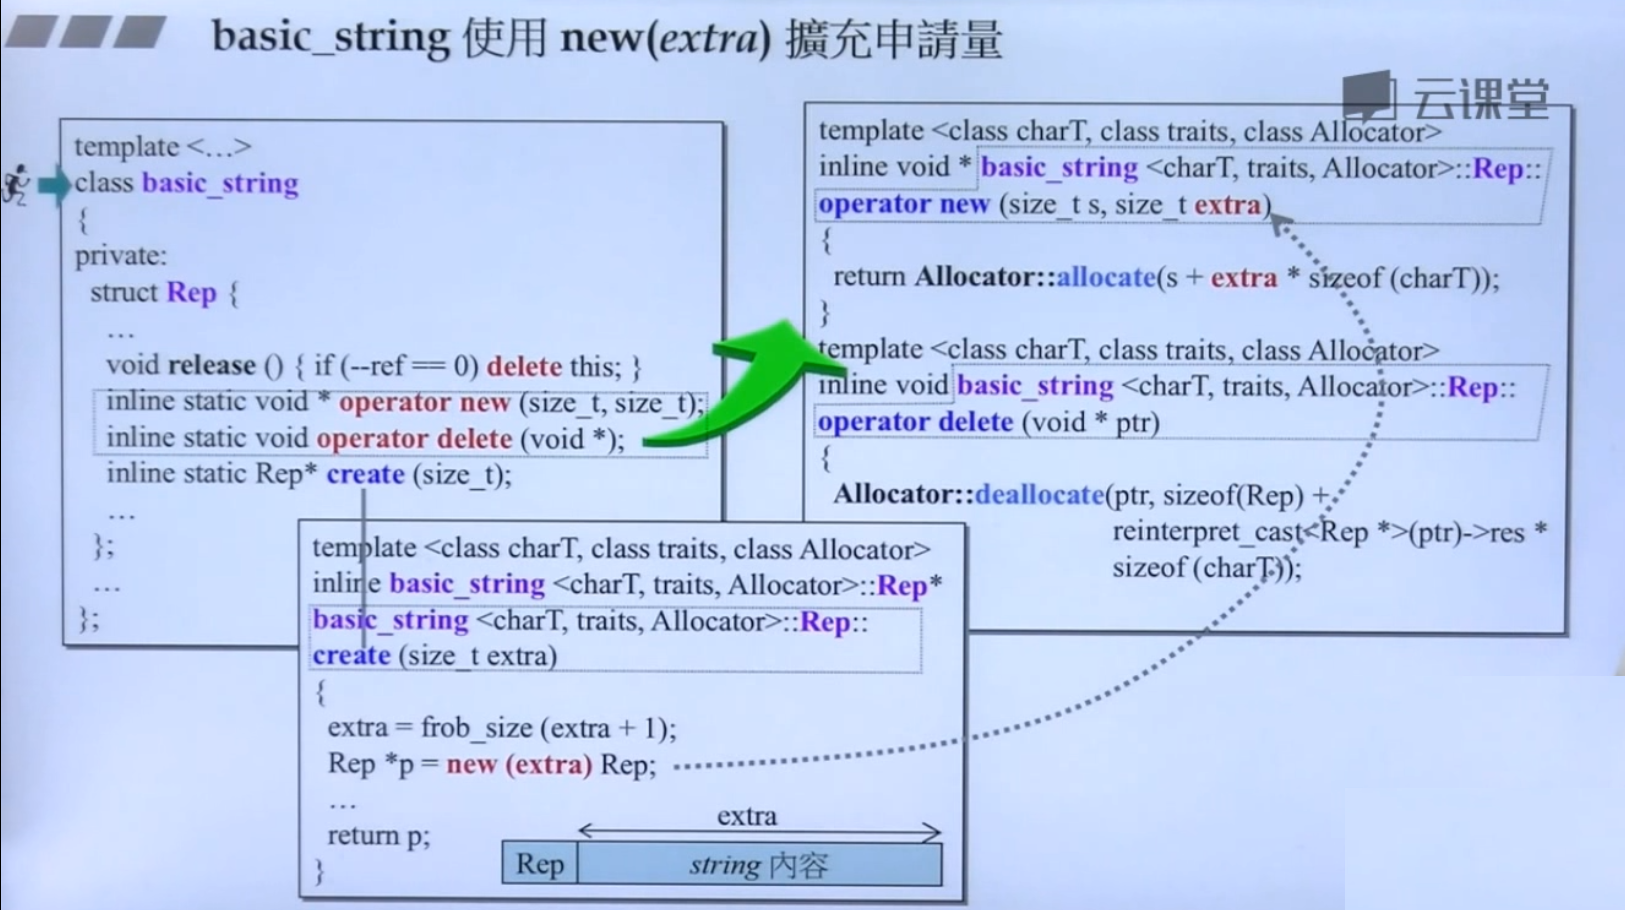 basic_string 使用 new(extra) 擴充申請量
云课堂
template <…>
class basic_string
{
private:
struct Rep {
…
void release () { if (--ref == 0) delete this; }
inline static void * operator new (size_t, size_t);
inline static void operator delete (void *);
inline static Rep* create (size_t);
…
};
…
};
template <class charT, class traits, class Allocator>
inline void * basic_string <charT, traits, Allocator>::Rep::
operator new (size_t s, size_t extra)
{
return Allocator::allocate(s + extra * sizeof (charT));
}
template <class charT, class traits, class Allocator>
inline void basic_string <charT, traits, Allocator>::Rep::
operator delete (void * ptr)
{
Allocator::deallocate(ptr, sizeof(Rep) +
reinterpret_cast<Rep *>(ptr)->res *
sizeof (charT));
template <class charT, class traits, class Allocator>
inline basic_string <charT, traits, Allocator>::Rep*
basic_string <charT, traits, Allocator>::Rep::
create (size_t extra)
{
extra = frob_size (extra + 1);
Rep *p = new (extra) Rep;
…
return p;
}
extra
Rep
string 內容